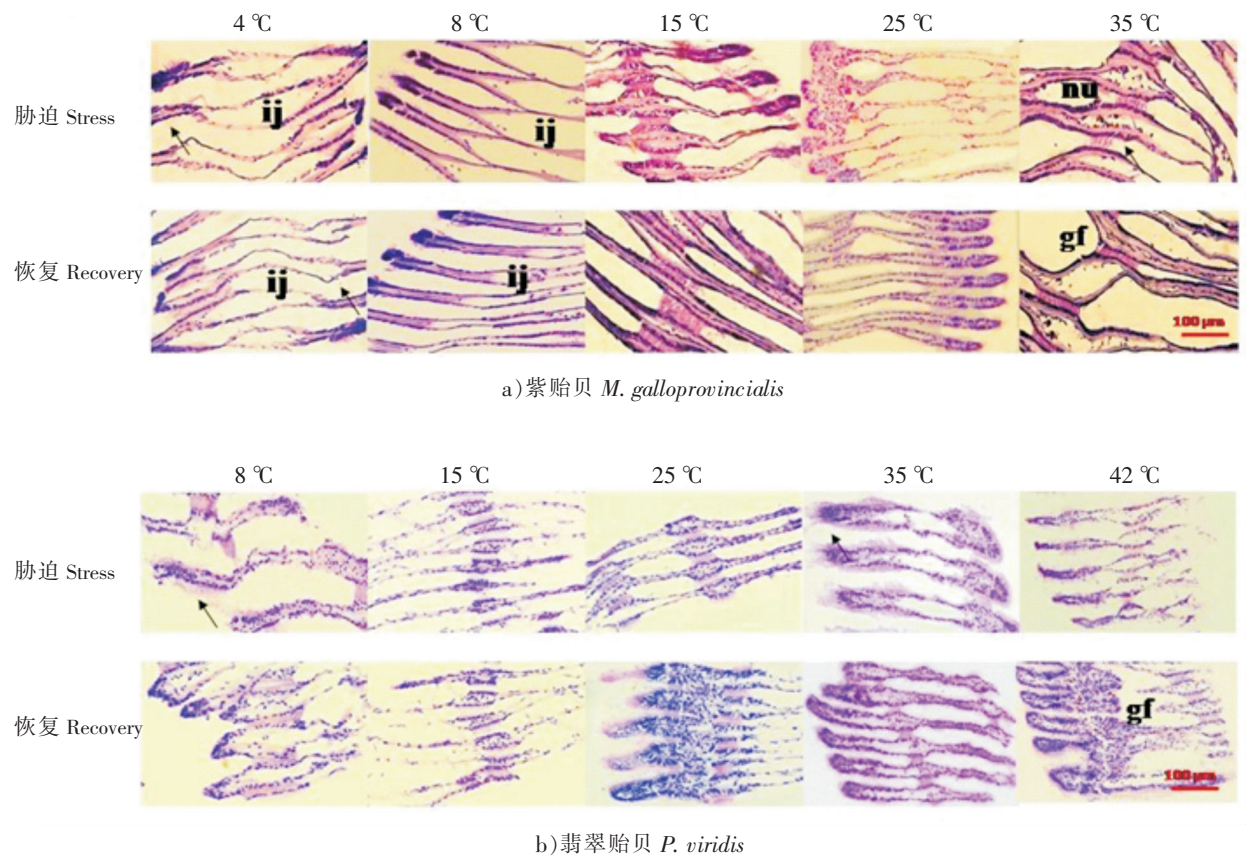 4 ℃ 8 ℃ 15 ℃ 25 ℃ 35 ℃
胁迫 Stress ij ij nu
恢复 Recovery ij ij gf
100 μm
a)紫贻贝 M. galloprovincialis
8 ℃ 15 ℃ 25 ℃ 35 ℃ 42 ℃
胁迫 Stress
恢复 Recovery gf
100 μm
b)翡翠贻贝 P. viridis